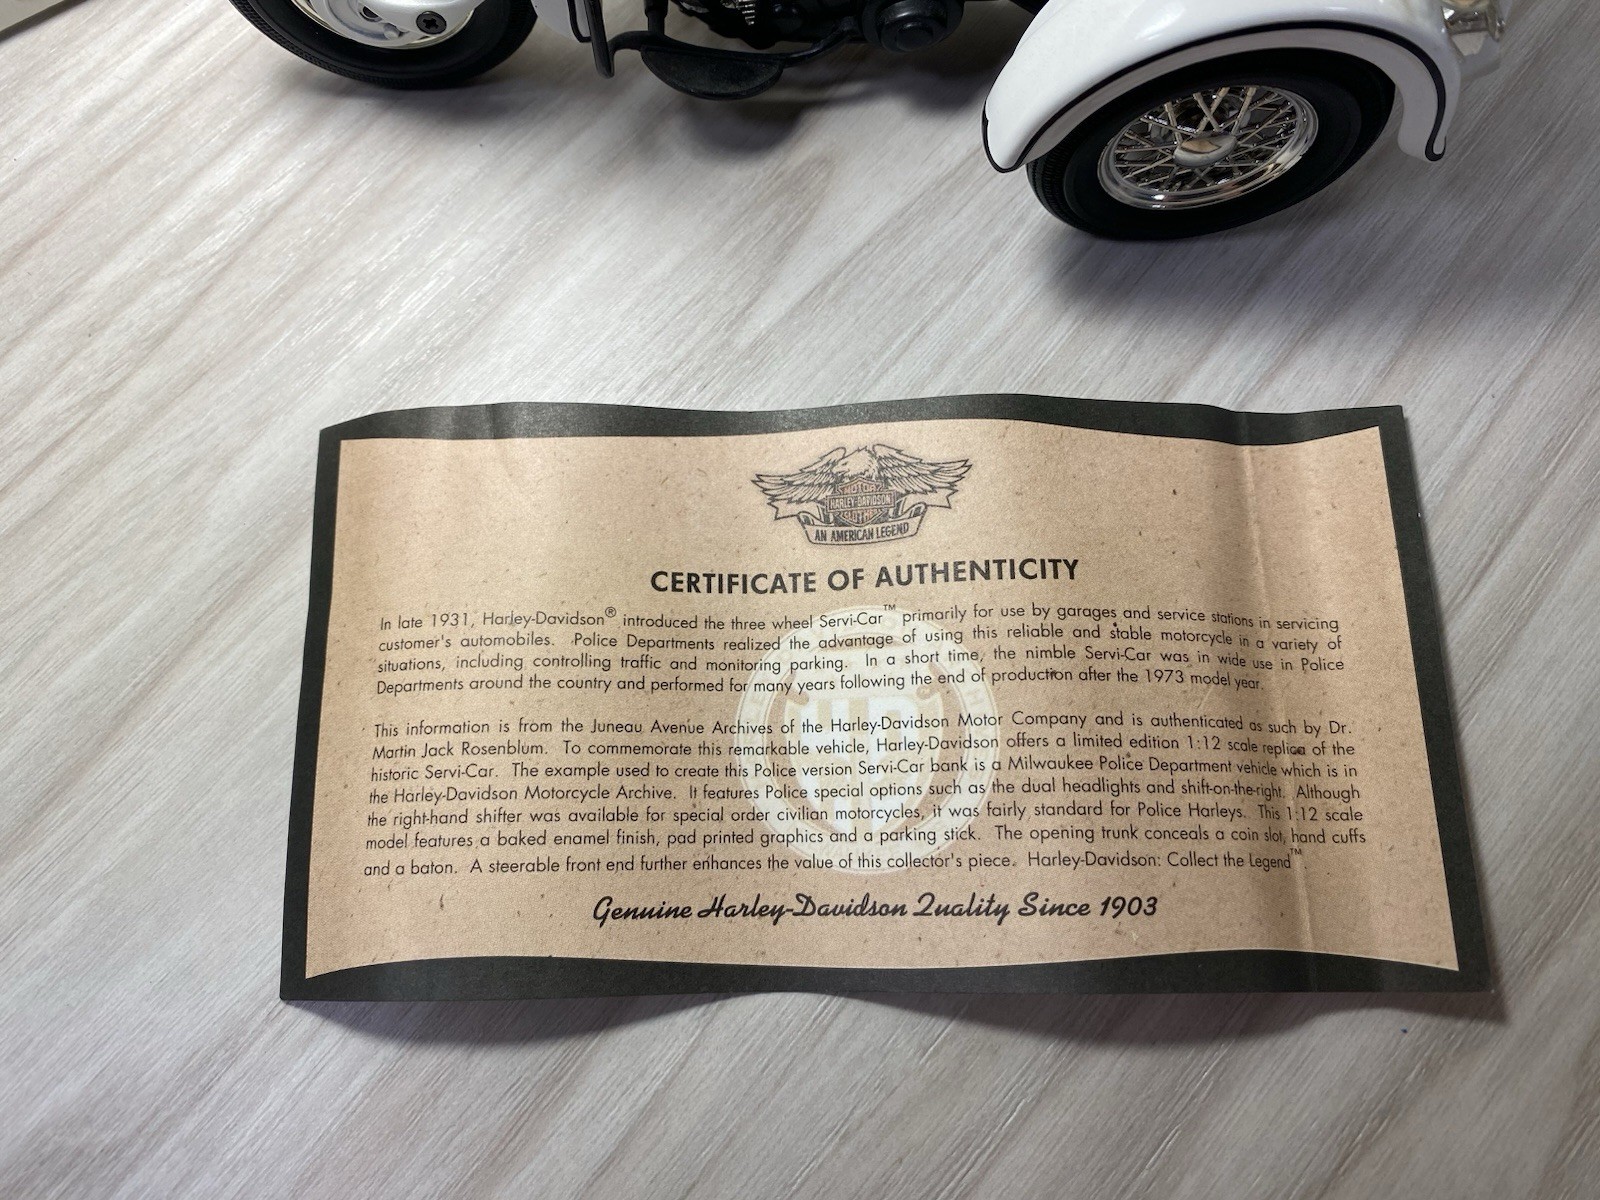 MOTOR
HARLEY-DAVIDSON
CYCLES
AN AMERICAN LEGEND
CERTIFICATE OF AUTHENTICITY
In late 1931, Harley-Davidson® introduced the three wheel Servi-Car™ primarily for use by garages and service stations in servicing
customer's automobiles. Police Departments realized the advantage of using this reliable and stable motorcycle in a variety of
situations, including controlling traffic and monitoring parking. In a short time, the nimble Servi-Car was in wide use in Police
Departments around the country and performed for many years following the end of production after the 1973 model year.
This information is from the Juneau Avenue Archives of the Harley-Davidson Motor Company and is authenticated as such by Dr.
Martin Jack Rosenblum. To commemorate this remarkable vehicle, Harley-Davidson offers a limited edition 1:12 scale replica of the
historic Servi-Car. The example used to create this Police version Servi-Car bank is a Milwaukee Police Department vehicle which is in
the Harley-Davidson Motorcycle Archive. It features Police special options such as the dual headlights and shift-on-the-right. Although
the right-hand shifter was available for special order civilian motorcycles, it was fairly standard for Police Harleys. This 1:12 scale
model features a baked enamel finish, pad printed graphics and a parking stick. The opening trunk conceals a coin slot, hand cuffs
and a baton. A steerable front end further enhances the value of this collector's piece. Harley-Davidson: Collect the Legend™.
Genuine Harley-Davidson Quality Since 1903